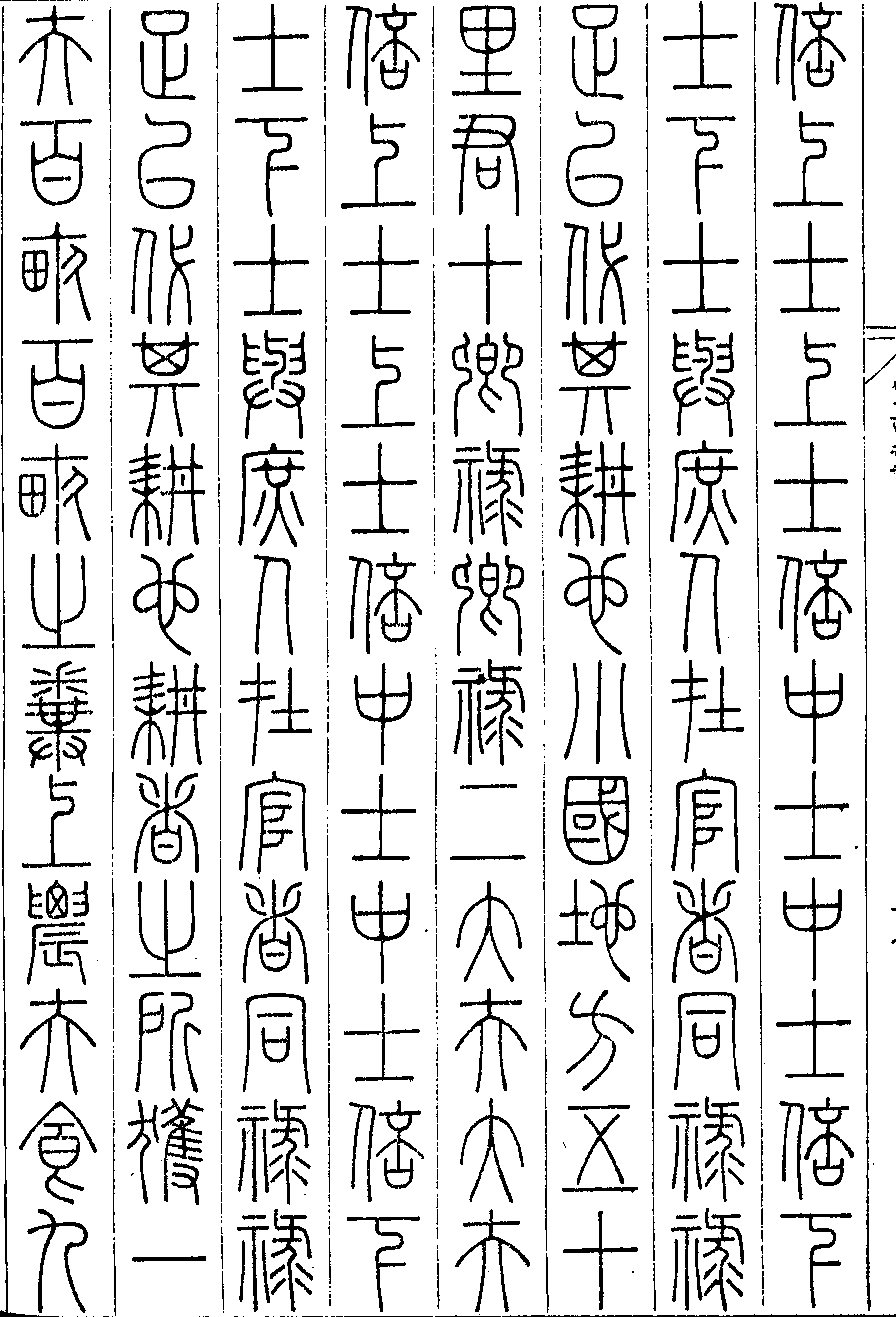 倍上士上士倍中士中士倍下
士下士與庶人在官者同祿祿
足以代其耕也小國地方五十
里君十卿祿卿祿二大夫大夫
倍上士上士倍中士中士倍下
士下士與庶人在官者同祿祿
足以代其耕也耕者之所獲一
夫百畝百畝之糞上農夫食九